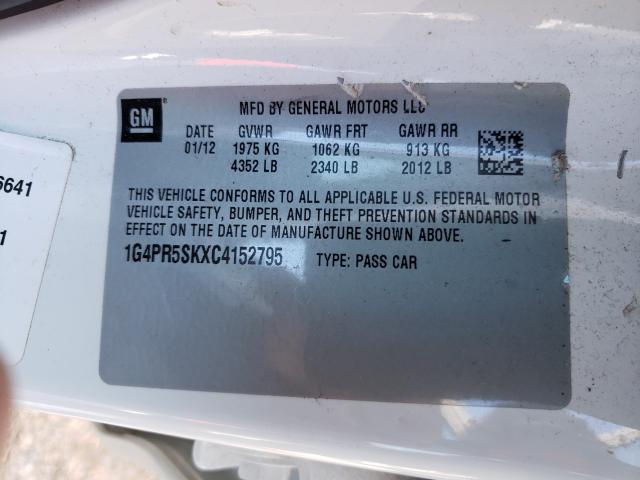 GM ®
MFD BY GENERAL MOTORS LLC
DATE GVWR GAWR FRT GAWR RR
01/12 1975 KG 1062 KG 913 KG
4352 LB 2340 LB 2012 LB
THIS VEHICLE CONFORMS TO ALL APPLICABLE U.S. FEDERAL MOTOR
VEHICLE SAFETY, BUMPER, AND THEFT PREVENTION STANDARDS IN
EFFECT ON THE DATE OF MANUFACTURE SHOWN ABOVE.
1G4PR5SKXC4152795 TYPE: PASS CAR
6641
1